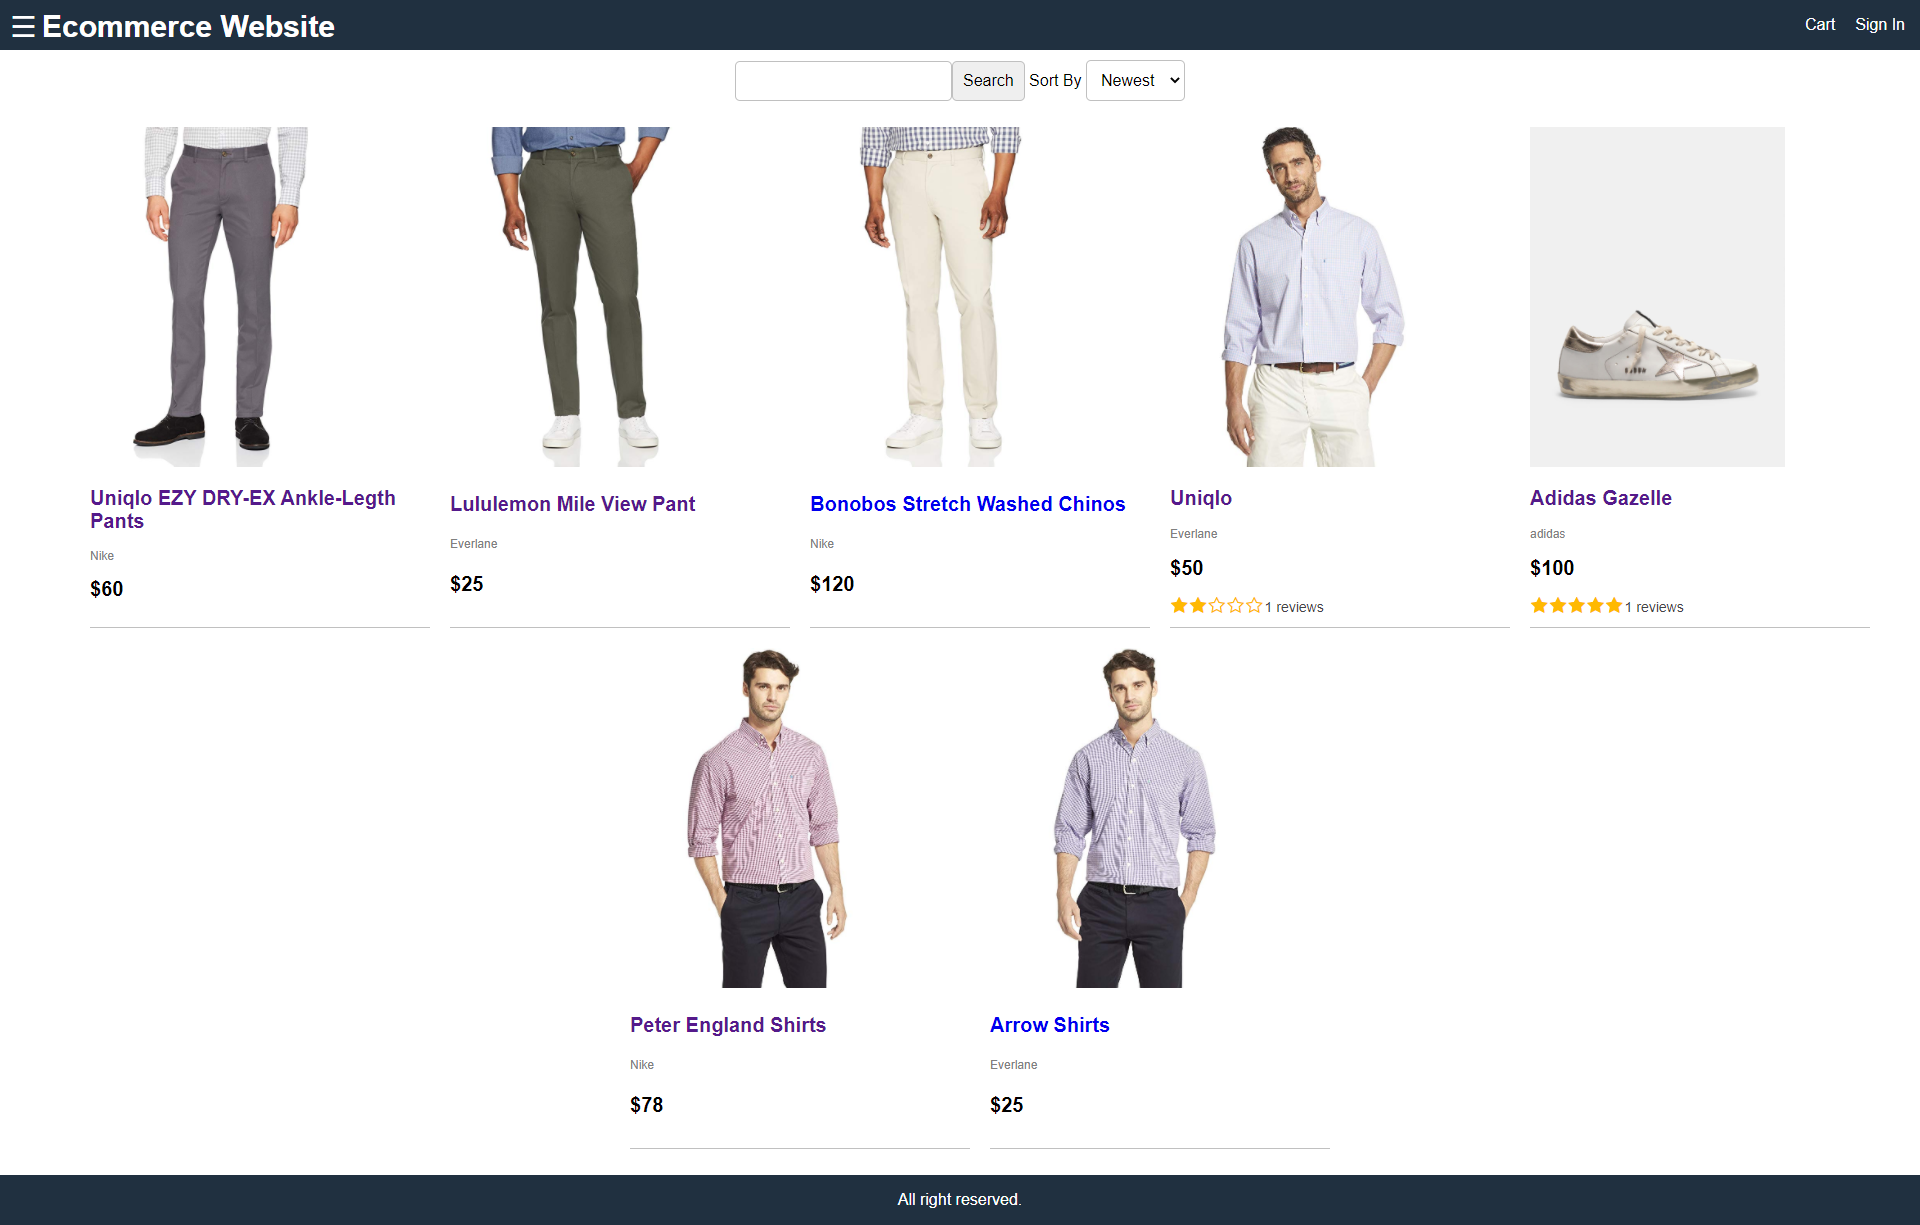 ☰ Ecommerce Website
Cart Sign In
Search Sort By Newest
Uniqlo EZY DRY-EX Ankle-Legth
Pants
Nike
$60
Lululemon Mile View Pant
Everlane
$25
Bonobos Stretch Washed Chinos
Nike
$120
Uniqlo
Everlane
$50
1 reviews
Adidas Gazelle
adidas
$100
1 reviews
Peter England Shirts
Nike
$78
Arrow Shirts
Everlane
$25
All right reserved.